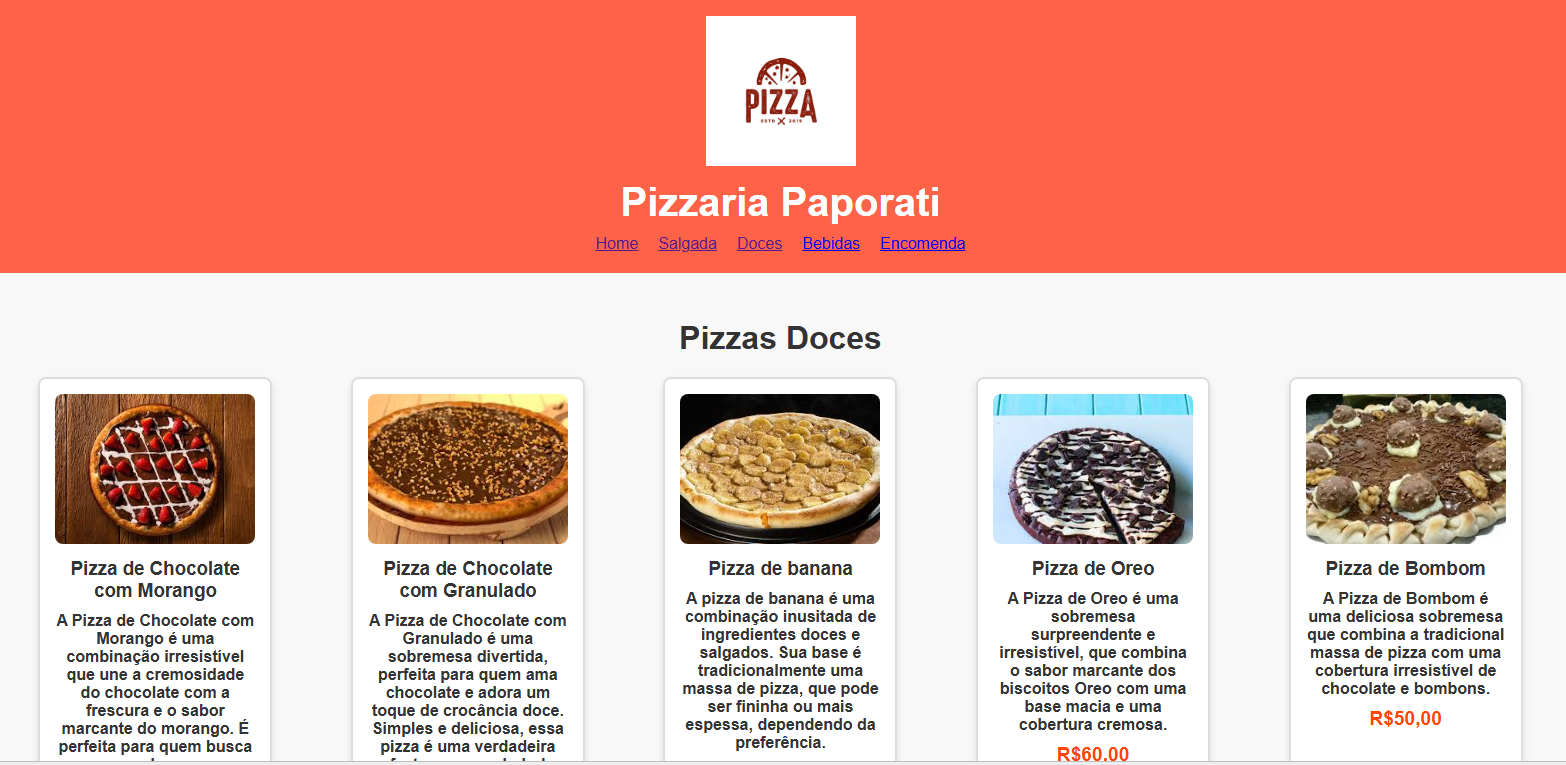 PIZZA
ESTD 2019
Pizzaria Paporati
Home Salgada Doces Bebidas Encomenda
Pizzas Doces
Pizza de Chocolate
com Morango
A Pizza de Chocolate com
Morango é uma
combinação irresistível
que une a cremosidade
do chocolate com a
frescura e o sabor
marcante do morango. É
perfeita para quem busca
Pizza de Chocolate
com Granulado
A Pizza de Chocolate com
Granulado é uma
sobremesa divertida,
perfeita para quem ama
chocolate e adora um
toque de crocância doce.
Simples e deliciosa, essa
pizza é uma verdadeira
Pizza de banana
A pizza de banana é uma
combinação inusitada de
ingredientes doces e
salgados. Sua base é
tradicionalmente uma
massa de pizza, que pode
ser fininha ou mais
espessa, dependendo da
preferência.
Pizza de Oreo
A Pizza de Oreo é uma
sobremesa
surpreendente e
irresistível, que combina
o sabor marcante dos
biscoitos Oreo com uma
base macia e uma
cobertura cremosa.
R$60,00
Pizza de Bombom
A Pizza de Bombom é
uma deliciosa sobremesa
que combina a tradicional
massa de pizza com uma
cobertura irresistível de
chocolate e bombons.
R$50,00